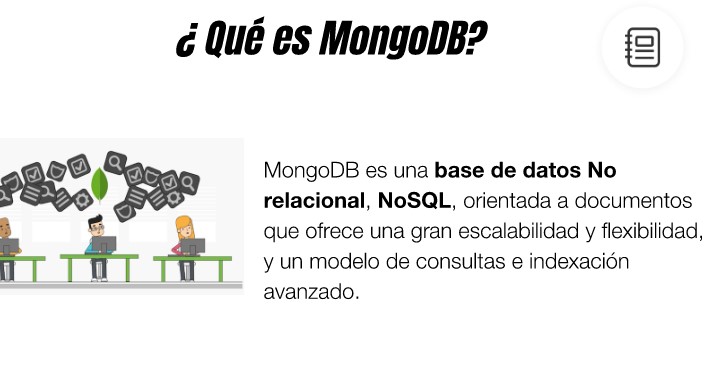 ¿ Qué es MongoDB?
MongoDB es una base de datos No
relacional, NoSQL, orientada a documentos
que ofrece una gran escalabilidad y flexibilidad,
y un modelo de consultas e indexación
avanzado.